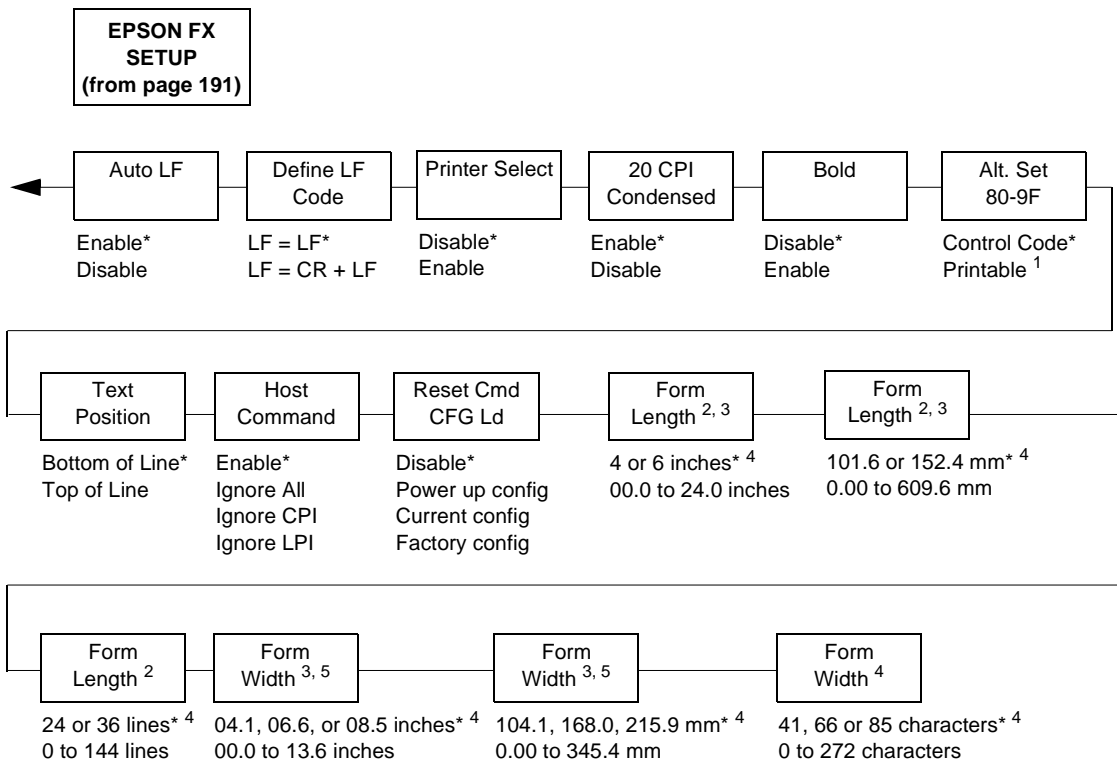 EPSON FX
SETUP
(from page 191)
Auto LF
Enable*
Disable
Define LF
Code
LF = LF*
LF = CR + LF
Printer Select
Disable*
Enable
20 CPI
Condensed
Enable*
Disable
Bold
Disable*
Enable
Alt. Set
80-9F
Control Code*
Printable 1
Text
Position
Bottom of Line*
Top of Line
Host
Command
Enable*
Ignore All
Ignore CPI
Ignore LPI
Reset Cmd
CFG Ld
Disable*
Power up config
Current config
Factory config
Form
Length 2, 3
4 or 6 inches* 4
00.0 to 24.0 inches
Form
Length 2, 3
101.6 or 152.4 mm* 4
0.00 to 609.6 mm
Form
Length 2
24 or 36 lines* 4
0 to 144 lines
Form
Width 3, 5
04.1, 06.6, or 08.5 inches* 4
00.0 to 13.6 inches
Form
Width 3, 5
104.1, 168.0, 215.9 mm* 4
0.00 to 345.4 mm
Form
Width 4
41, 66 or 85 characters* 4
0 to 272 characters